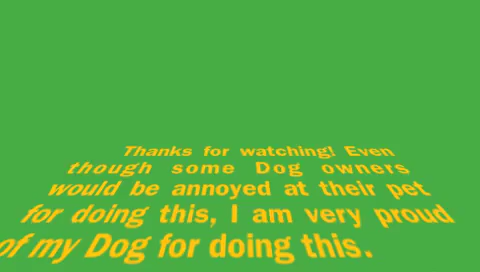 Thanks for watching! Even
though some Dog owners
would be annoyed at their pet
for doing this, I am very proud
of my Dog for doing this.